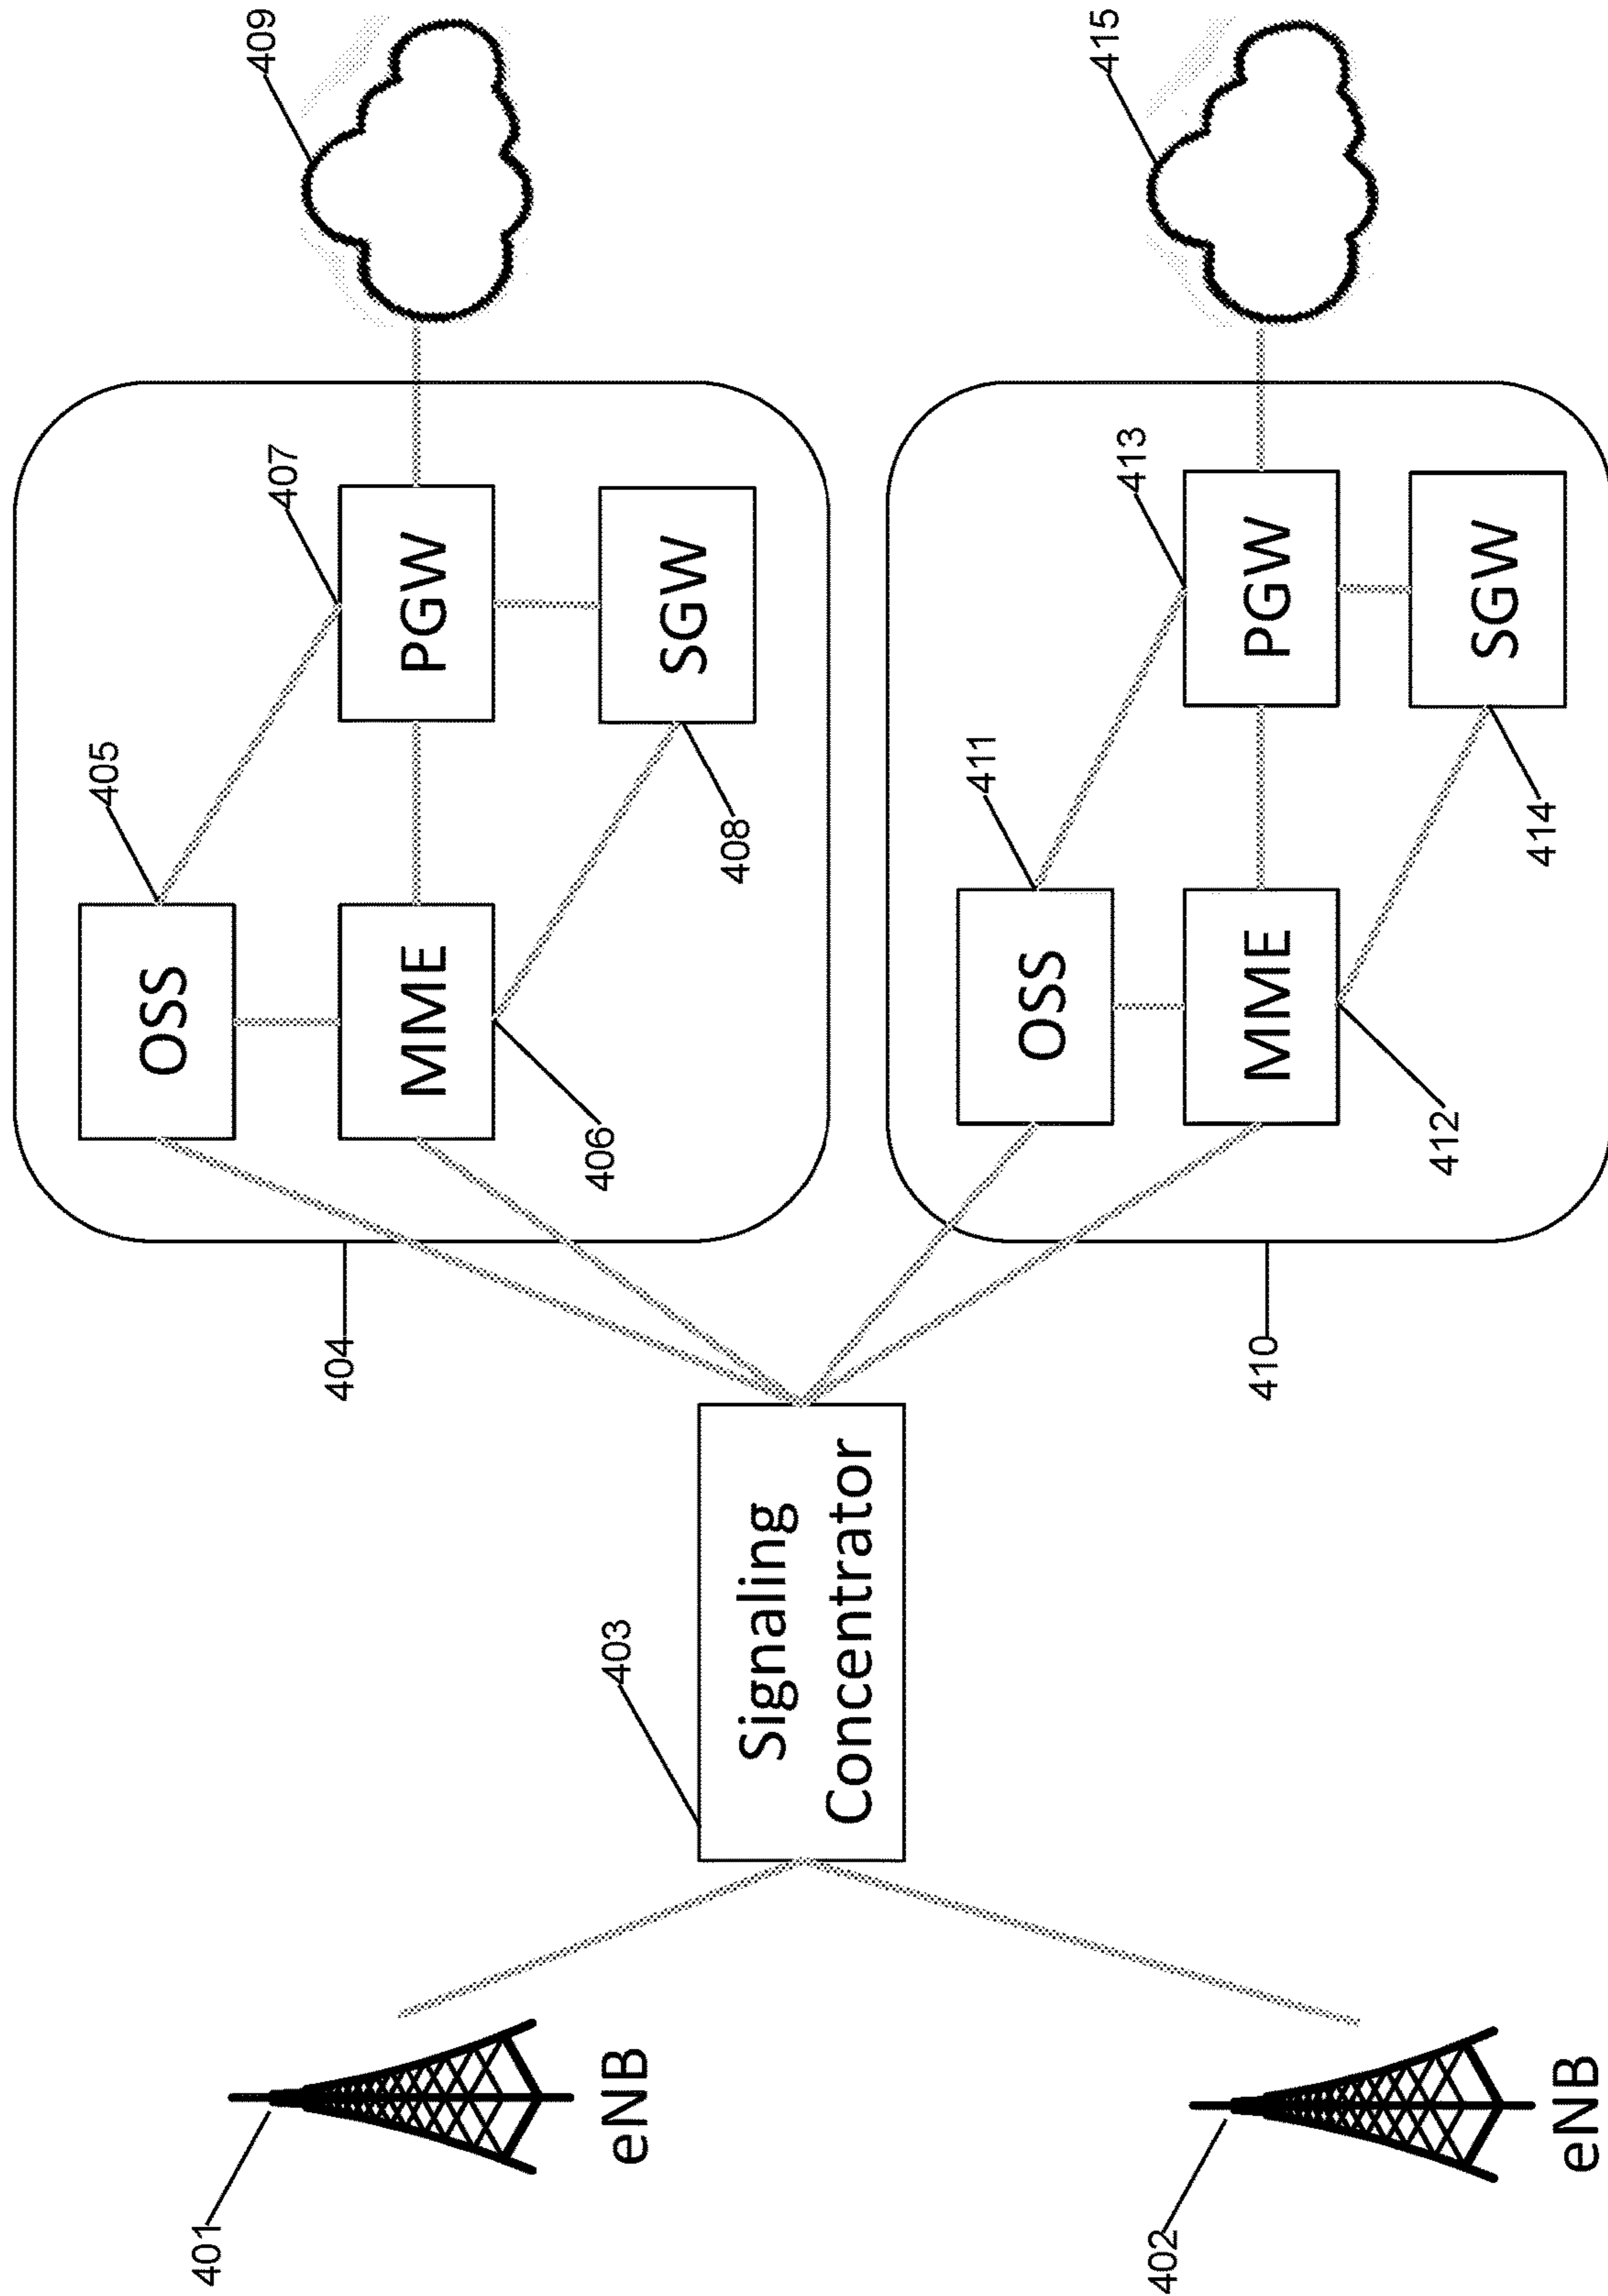 401
eNB
402
eNB
403
Signaling
Concentrator
404
OSS
405
MME
406
PGW
407
SGW
408
409
410
OSS
411
MME
412
PGW
413
SGW
414
415